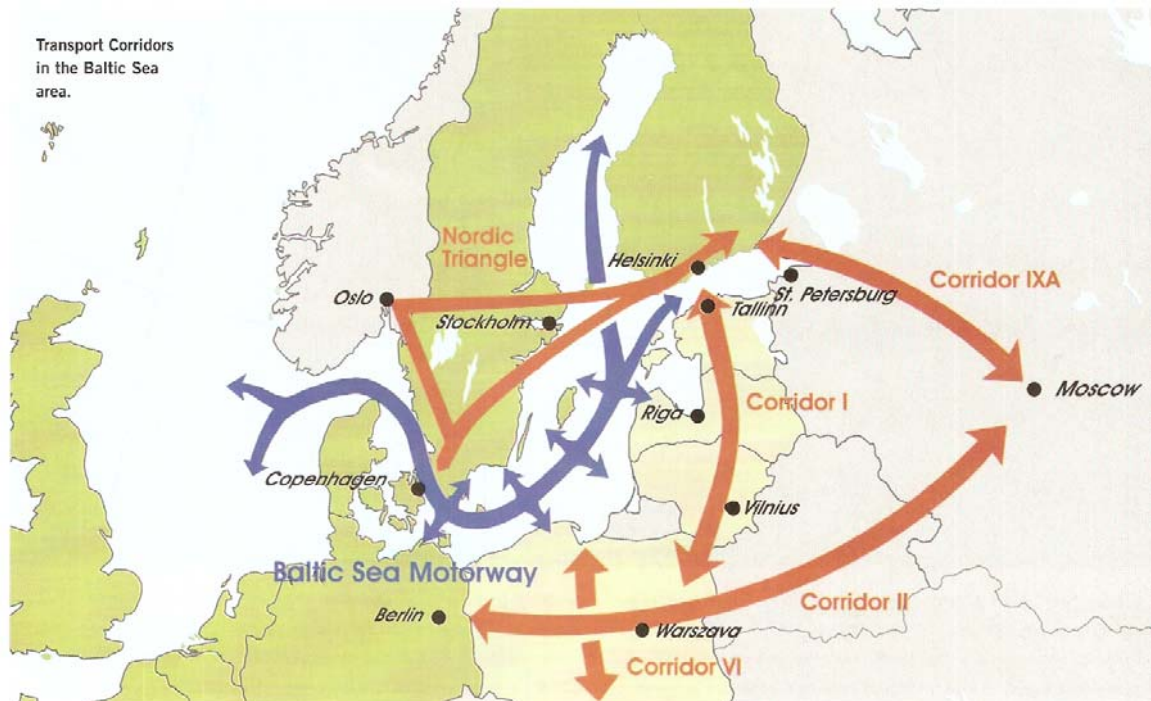 Transport Corridors
in the Baltic Sea
area.
Nordic
Triangle
Helsinki
Corridor IXA
Oslo
St. Petersburg
Tallinn
Stockholm
Moscow
Corridor I
Riga
Copenhagen
Vilnius
Baltic Sea Motorway
Berlin
Corridor II
Warszava
Corridor VI